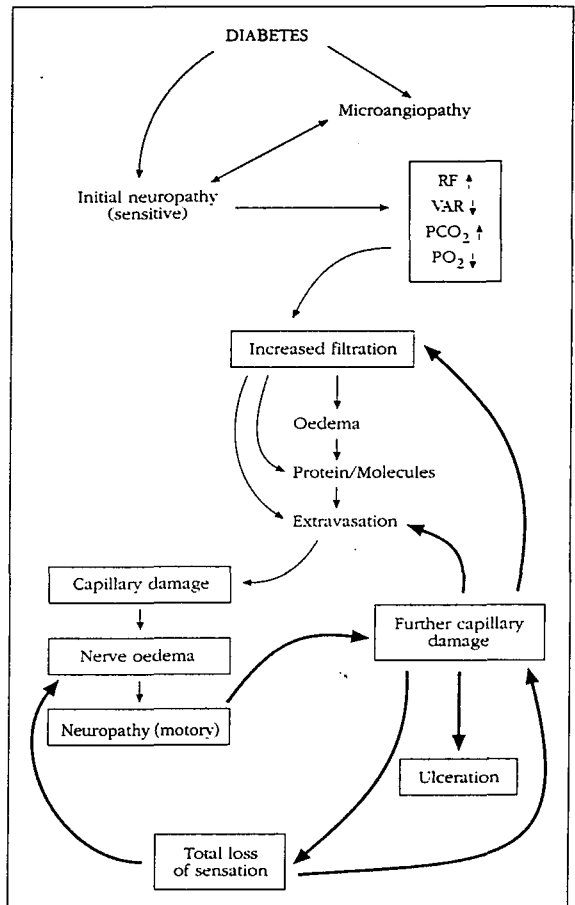 DIABETES
Microangiopathy
Initial neuropathy
(sensitive)
RF ↑
VAR ↓
PCO₂ ↑
PO₂ ↓
Increased filtration
Oedema
Protein/Molecules
Extravasation
Capillary damage
Further capillary
damage
Nerve oedema
Neuropathy (motory)
Ulceration
Total loss
of sensation